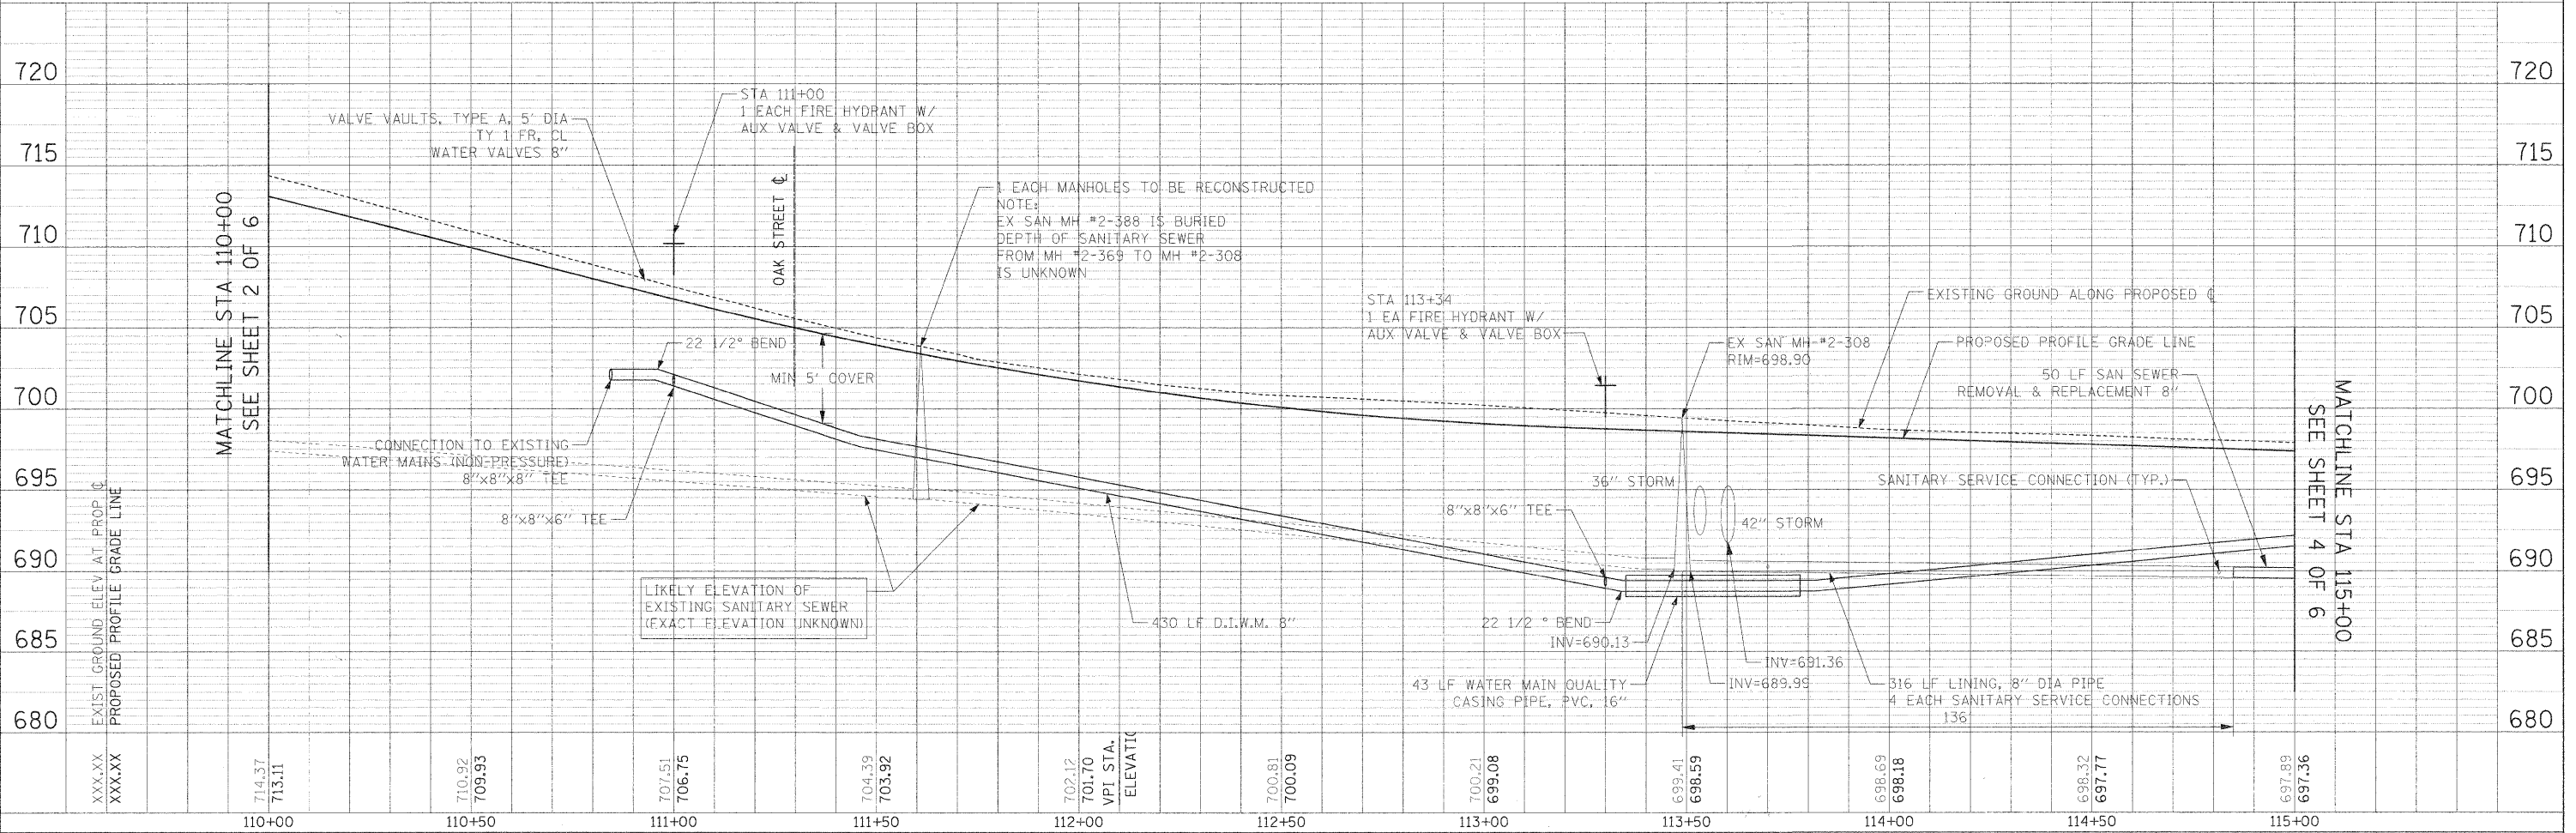 720
715
710
705
700
695
690
685
680
720
715
710
705
700
695
690
685
680
MATCHLINE STA 110+00
SEE SHEET 2 OF 6
VALVE VAULTS, TYPE A, 5' DIA
TY 1 FR, CL
WATER VALVES 8"
STA 111+00
1 EACH FIRE HYDRANT W/
AUX VALVE & VALVE BOX
OAK STREET ℄
1 EACH MANHOLES TO BE RECONSTRUCTED
NOTE:
EX SAN MH #2-388 IS BURIED
DEPTH OF SANITARY SEWER
FROM MH #2-369 TO MH #2-308
IS UNKNOWN
22 1/2° BEND
MIN 5' COVER
CONNECTION TO EXISTING
WATER MAINS (NON-PRESSURE)
8"x8"x8" TEE
8"x8"x6" TEE
LIKELY ELEVATION OF
EXISTING SANITARY SEWER
(EXACT ELEVATION UNKNOWN)
430 LF D.I.W.M. 8"
STA 113+34
1 EA FIRE HYDRANT W/
AUX VALVE & VALVE BOX
EX SAN MH #2-308
RIM=698.90
EXISTING GROUND ALONG PROPOSED ℄
PROPOSED PROFILE GRADE LINE
50 LF SAN SEWER
REMOVAL & REPLACEMENT 8"
36" STORM
42" STORM
SANITARY SERVICE CONNECTION (TYP.)
8"x8"x6" TEE
22 1/2 ° BEND
INV=690.13
INV=691.36
INV=689.99
43 LF WATER MAIN QUALITY
CASING PIPE, PVC, 16"
316 LF LINING, 8" DIA PIPE
4 EACH SANITARY SERVICE CONNECTIONS
136
MATCHLINE STA 115+00
SEE SHEET 4 OF 6
EXIST GROUND ELEV AT PROP ℄
PROPOSED PROFILE GRADE LINE
XXX.XX
XXX.XX
714.37
713.11
710.92
709.93
707.51
706.75
704.39
703.92
702.12
701.70
VPI STA.
700.81
700.09
700.21
699.08
699.41
698.59
698.69
698.18
698.32
697.77
697.89
697.36
110+00
110+50
111+00
111+50
112+00
112+50
113+00
113+50
114+00
114+50
115+00